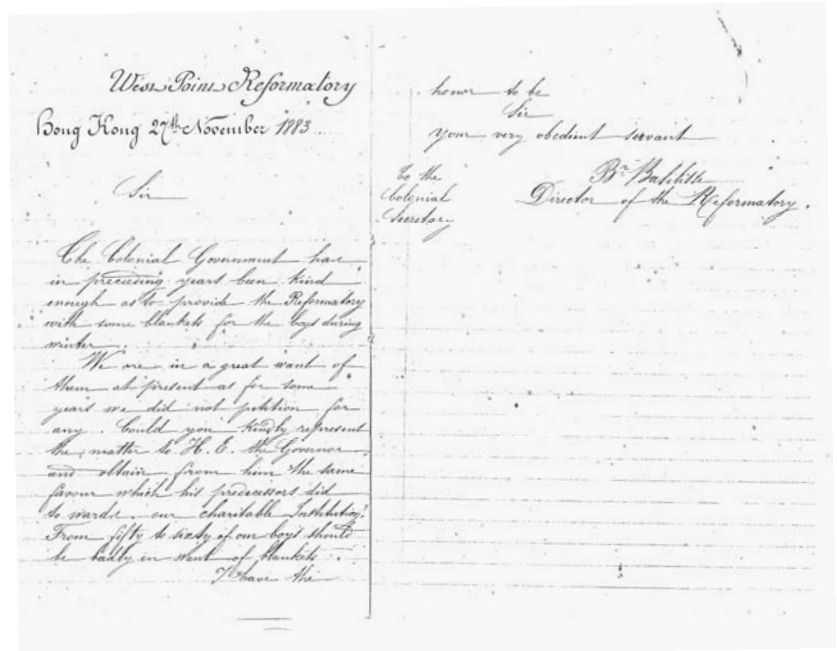 West Point Reformatory
Hong Kong 27th November 1883
Sir
The Colonial Government have
in preceeding years been kind
enough as to provide the Reformatory
with some blankets for the boys during
winter.
We are in a great want of
them at present as for some
years we did not petition for
any. Could you kindly represent
the matter to H. E. the Governor
and obtain from him the same
favour which his predecessors did
to wards our charitable Institution?
From fifty to sixty of our boys should
be badly in want of blankets.
I have the
honor to be
Sir
your very obedient servant
Br.
Director of the Reformatory.
To the
Colonial
Secretary